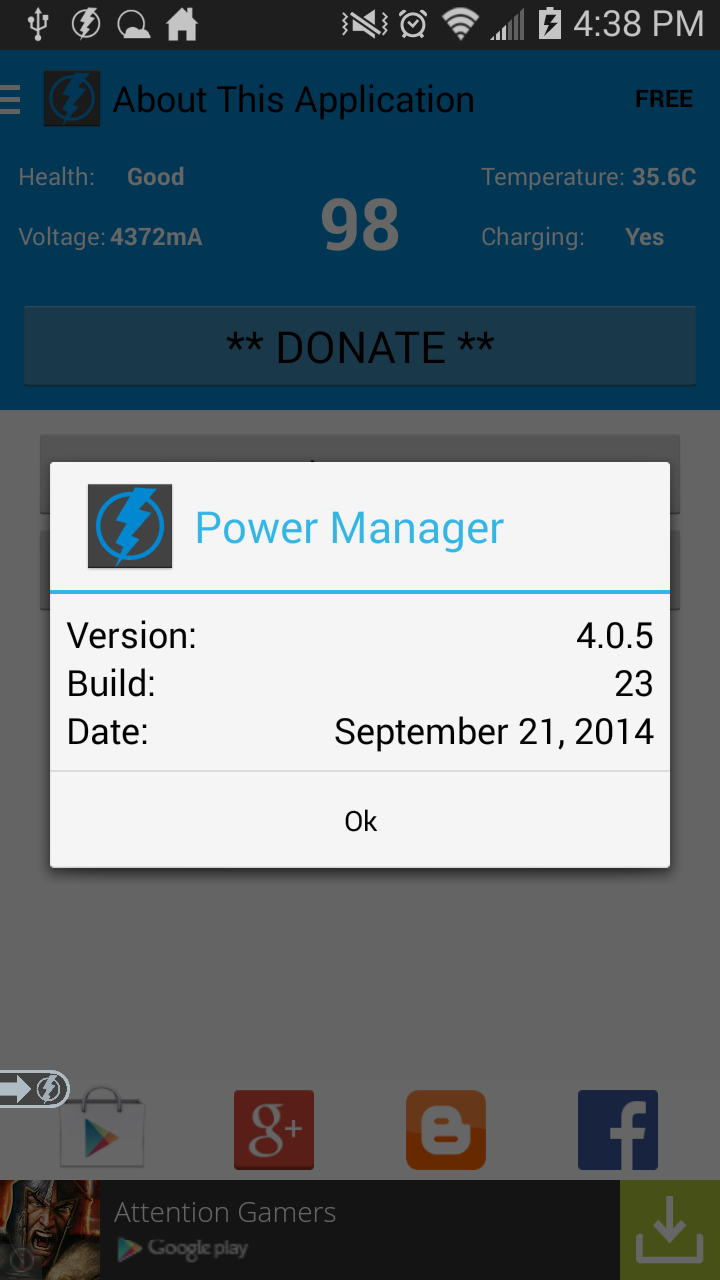 4:38 PM
About This Application FREE
Health: Good Temperature: 35.6C
98
Voltage: 4372mA Charging: Yes
** DONATE **
Power Manager
Version: 4.0.5
Build: 23
Date: September 21, 2014
Ok
g+
Attention Gamers
Google play